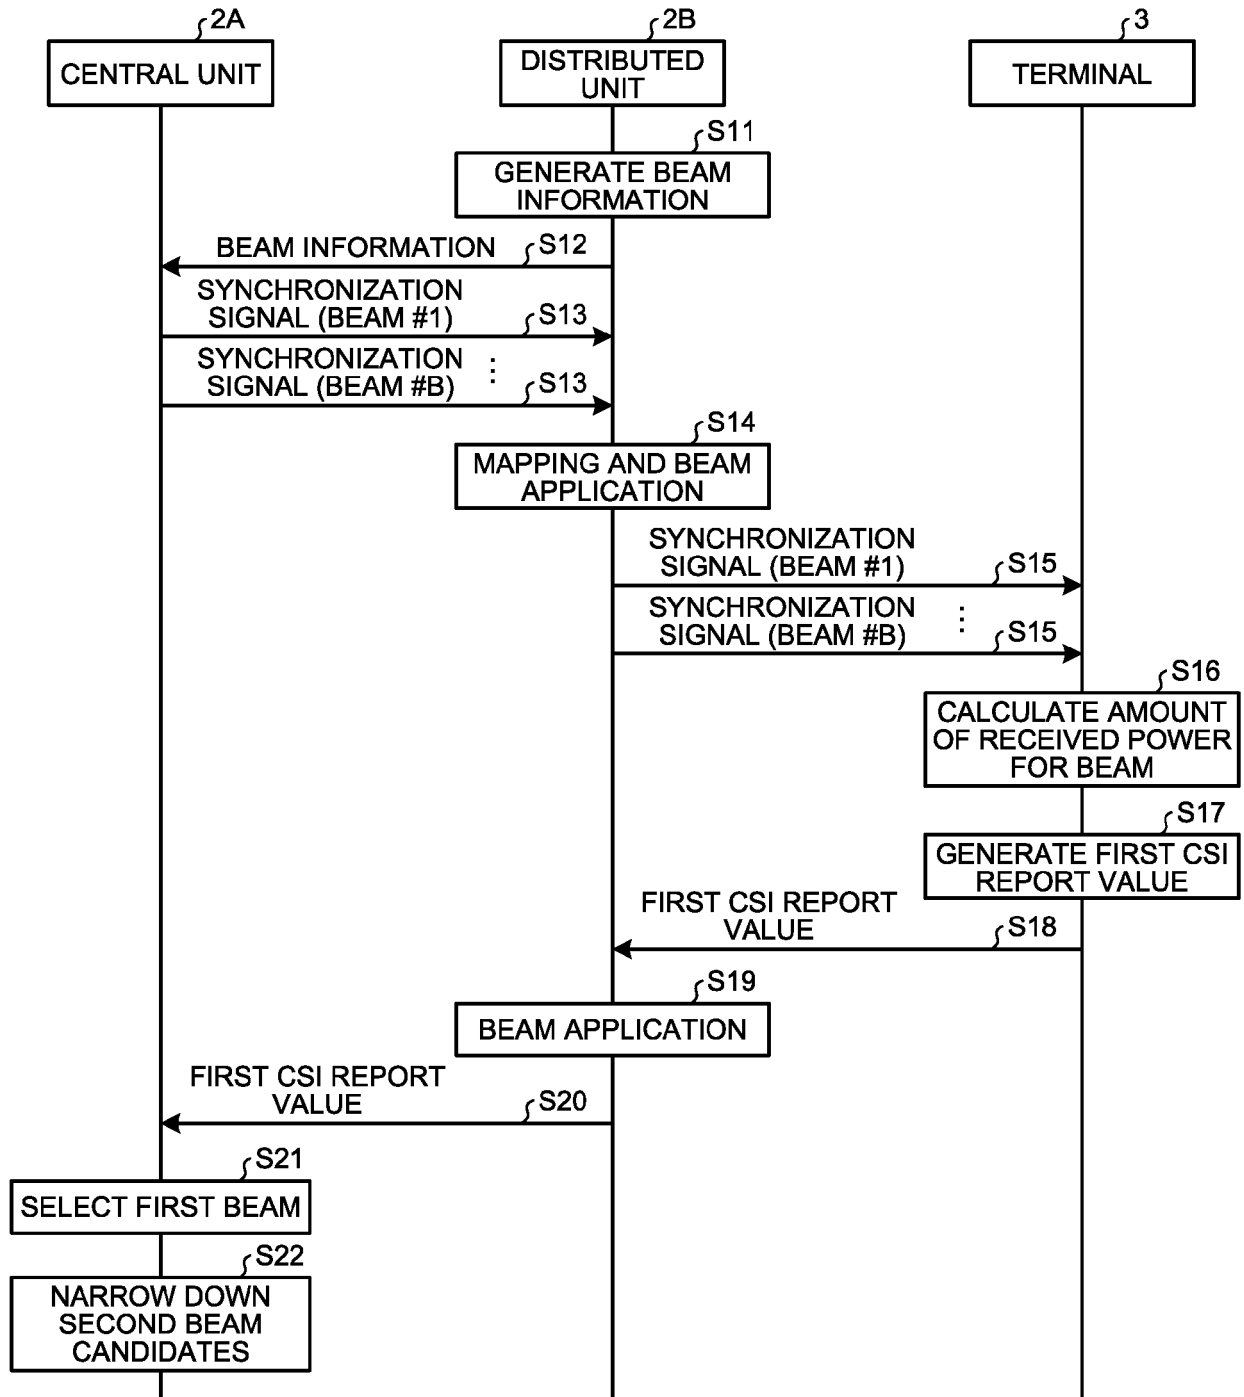 2A
2B
3
CENTRAL UNIT
DISTRIBUTED
UNIT
TERMINAL
S11
GENERATE BEAM
INFORMATION
BEAM INFORMATION
S12
SYNCHRONIZATION
SIGNAL (BEAM #1)
S13
SYNCHRONIZATION
SIGNAL (BEAM #B)
⋮
S13
S14
MAPPING AND BEAM
APPLICATION
SYNCHRONIZATION
SIGNAL (BEAM #1)
S15
SYNCHRONIZATION
SIGNAL (BEAM #B)
⋮
S15
S16
CALCULATE AMOUNT
OF RECEIVED POWER
FOR BEAM
S17
GENERATE FIRST CSI
REPORT VALUE
FIRST CSI REPORT
VALUE
S18
S19
BEAM APPLICATION
FIRST CSI REPORT
VALUE
S20
S21
SELECT FIRST BEAM
S22
NARROW DOWN
SECOND BEAM
CANDIDATES